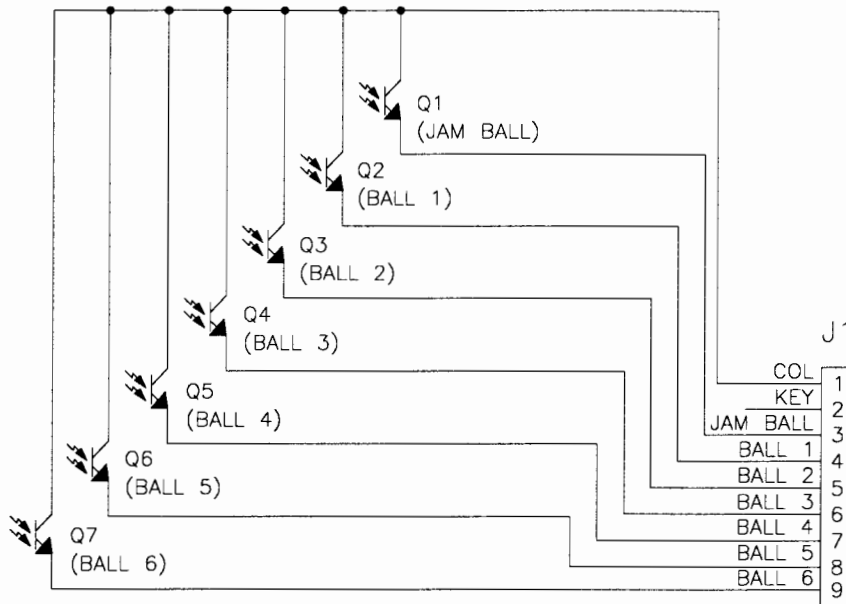 Q1
(JAM BALL)
Q2
(BALL 1)
Q3
(BALL 2)
Q4
(BALL 3)
Q5
(BALL 4)
Q6
(BALL 5)
Q7
(BALL 6)
J1
COL 1
KEY 2
JAM BALL 3
BALL 1 4
BALL 2 5
BALL 3 6
BALL 4 7
BALL 5 8
BALL 6 9